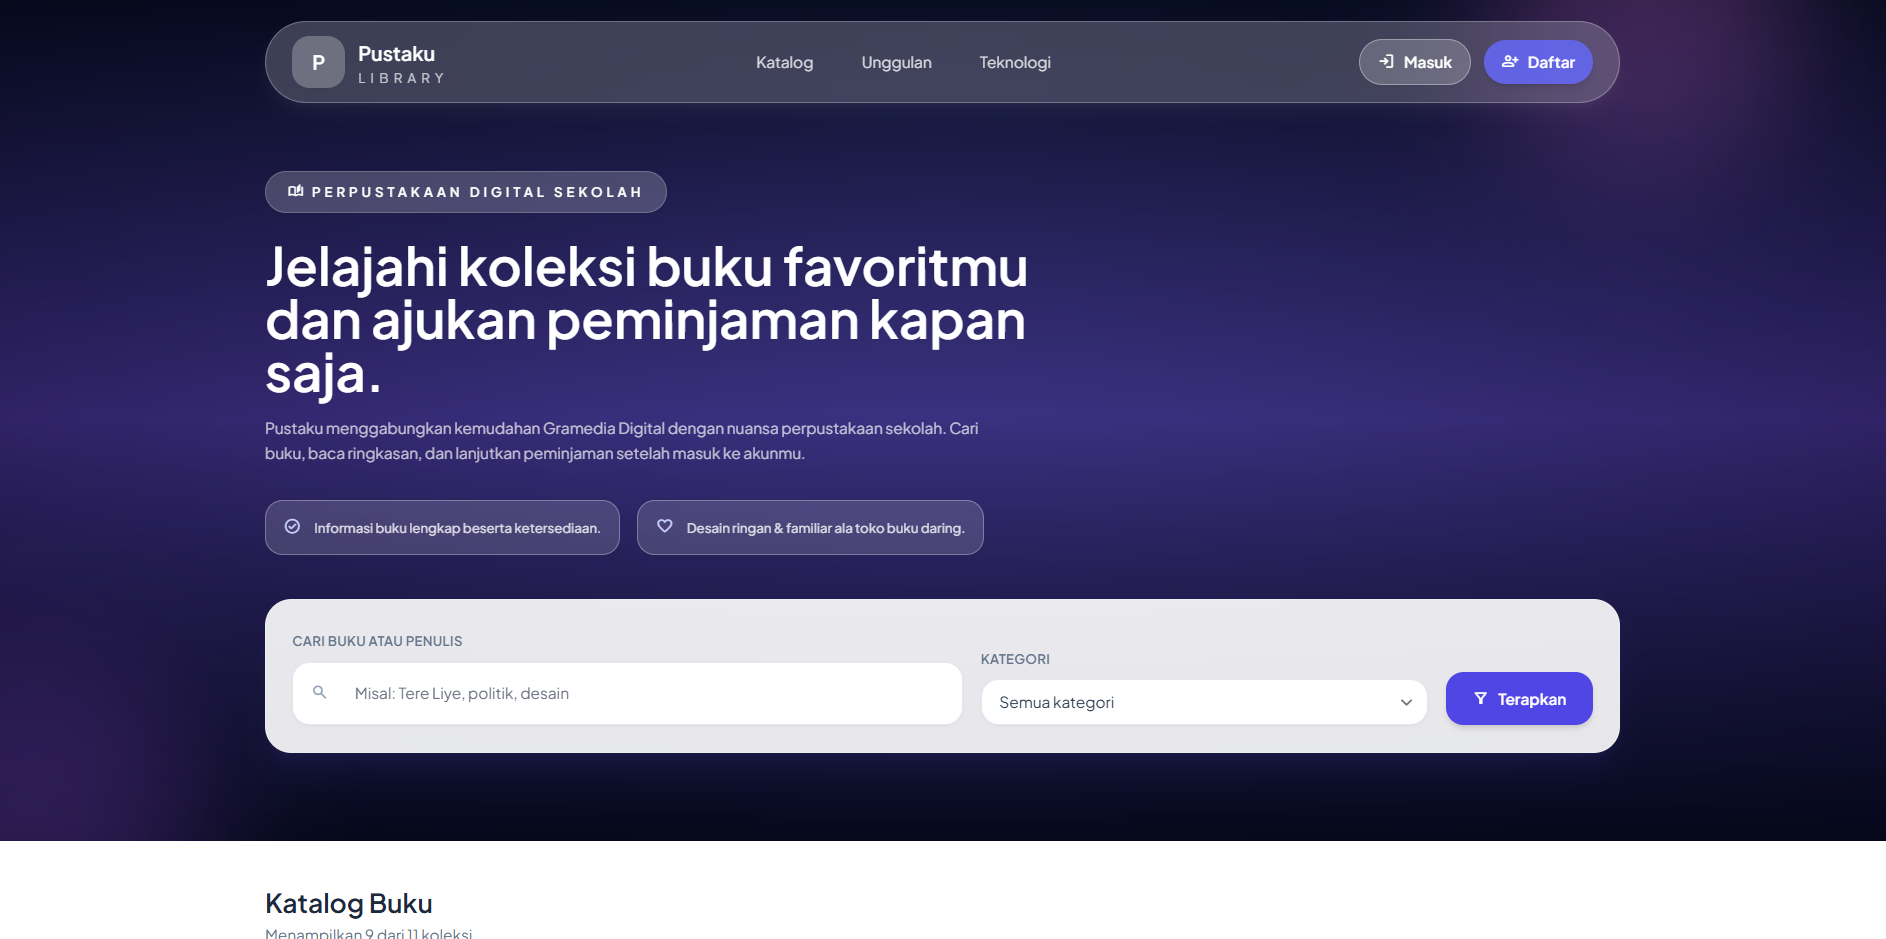 P
Pustaku
LIBRARY
Katalog
Unggulan
Teknologi
Masuk
Daftar
PERPUSTAKAAN DIGITAL SEKOLAH
Jelajahi koleksi buku favoritmu
dan ajukan peminjaman kapan
saja.
Pustaku menggabungkan kemudahan Gramedia Digital dengan nuansa perpustakaan sekolah. Cari
buku, baca ringkasan, dan lanjutkan peminjaman setelah masuk ke akunmu.
Informasi buku lengkap beserta ketersediaan.
Desain ringan & familiar ala toko buku daring.
CARI BUKU ATAU PENULIS
Misal: Tere Liye, politik, desain
KATEGORI
Semua kategori
Terapkan
Katalog Buku
Menampilkan 9 dari 11 koleksi